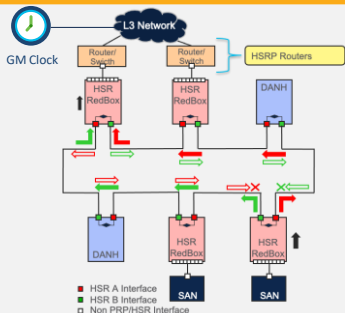 L3 Network
GM Clock
Router/
Swicth
Router/
Switch
HSRP Routers
HSR
RedBox
HSR
RedBox
DANH
DANH
HSR
RedBox
HSR
RedBox
SAN
SAN
HSR A Interface
HSR B Interface
Non PRP/HSR Interface